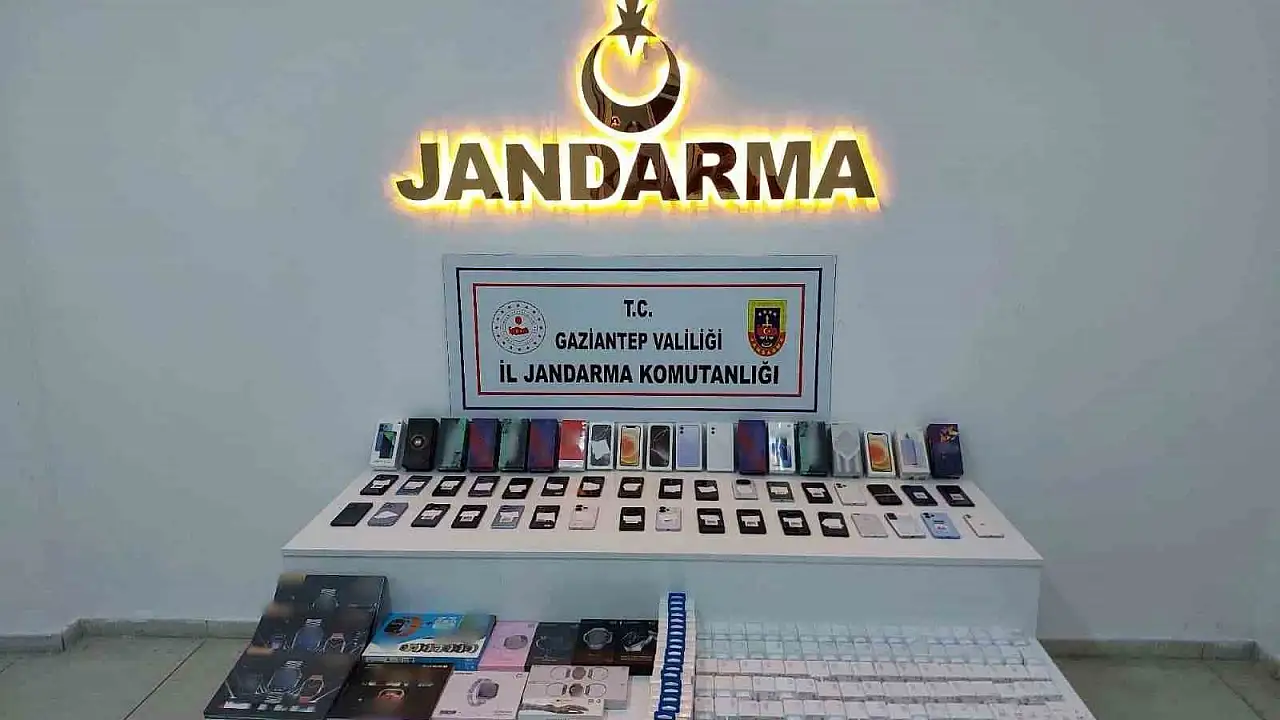 JANDARMA
T.C.
GAZİANTEP VALİLİĞİ
İL JANDARMA KOMUTANLIĞI